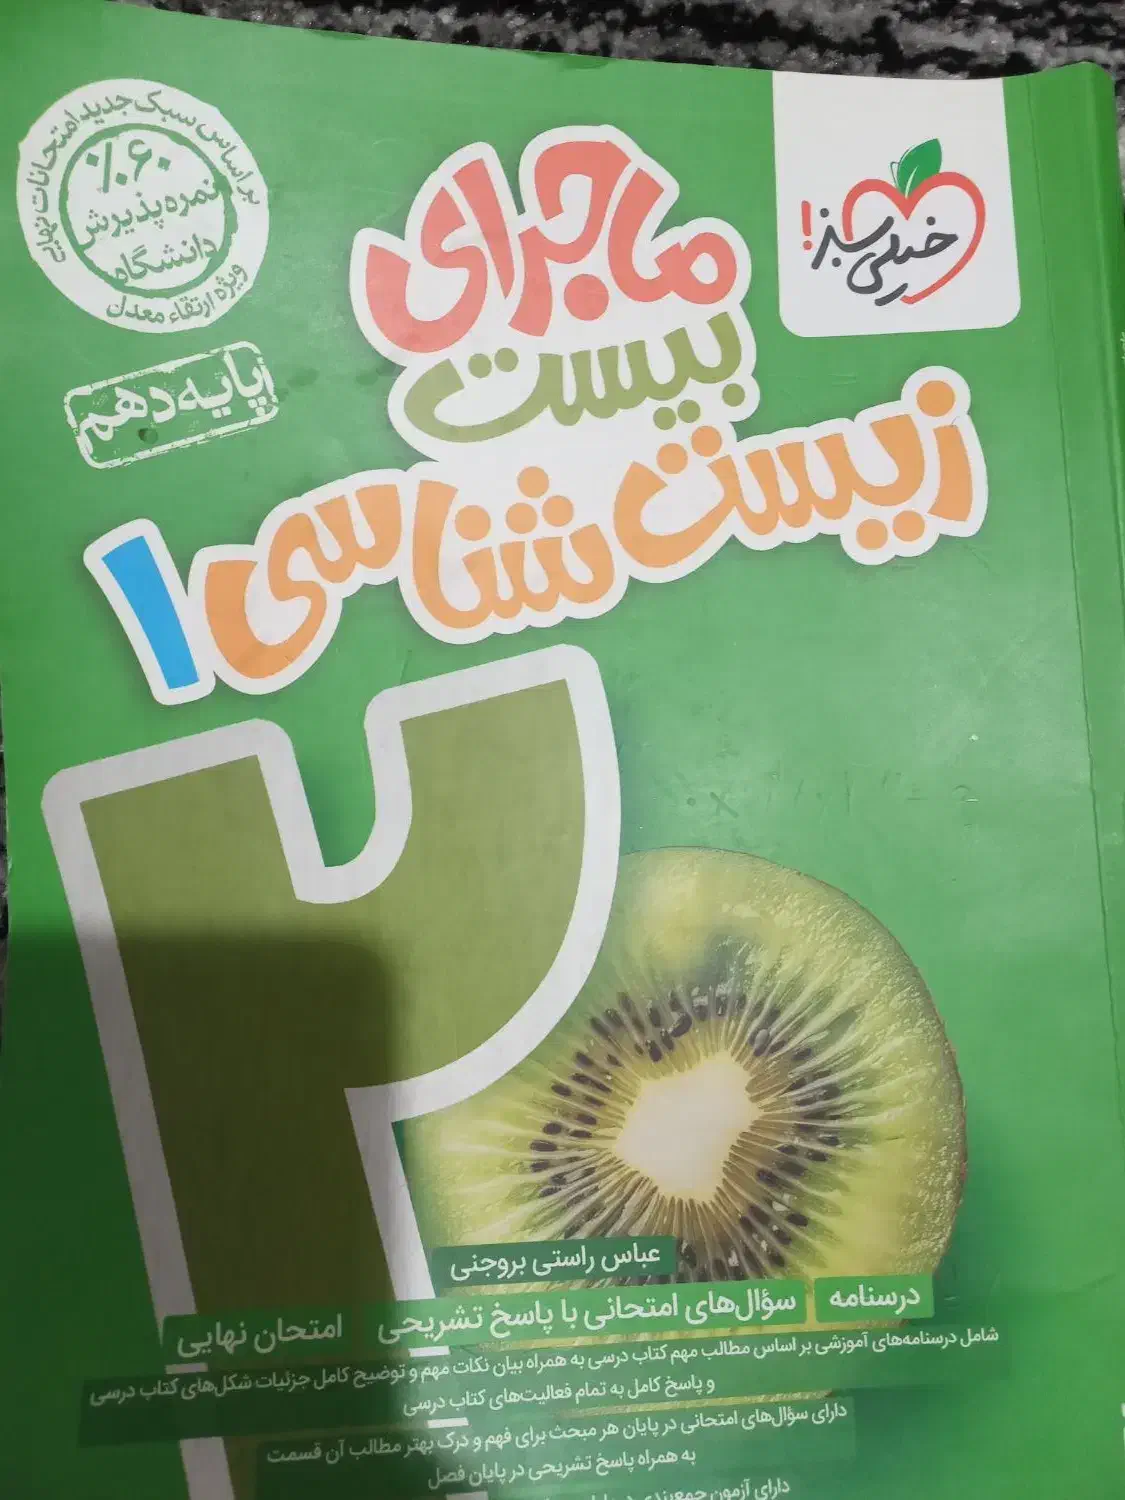 خیلی سبز!
بر اساس سبک جدید امتحانات نهایی
۶۰٪
نمره پذیرش
دانشگاه
ویژه ارتقاء معدل
ماجرای
بیست
زیست شناسی ۱
پایه دهم
۲
عباس راستی بروجنی
درسنامه سؤال‌های امتحانی با پاسخ تشریحی امتحان نهایی
شامل درسنامه‌های آموزشی بر اساس مطالب مهم کتاب درسی به همراه بیان نکات مهم و توضیح کامل جزئیات شکل‌های کتاب درسی
و پاسخ کامل به تمام فعالیت‌های کتاب درسی
دارای سؤال‌های امتحانی در پایان هر مبحث برای فهم و درک بهتر مطالب آن قسمت
به همراه پاسخ تشریحی در پایان فصل
دارای آزمون جمع‌بندی